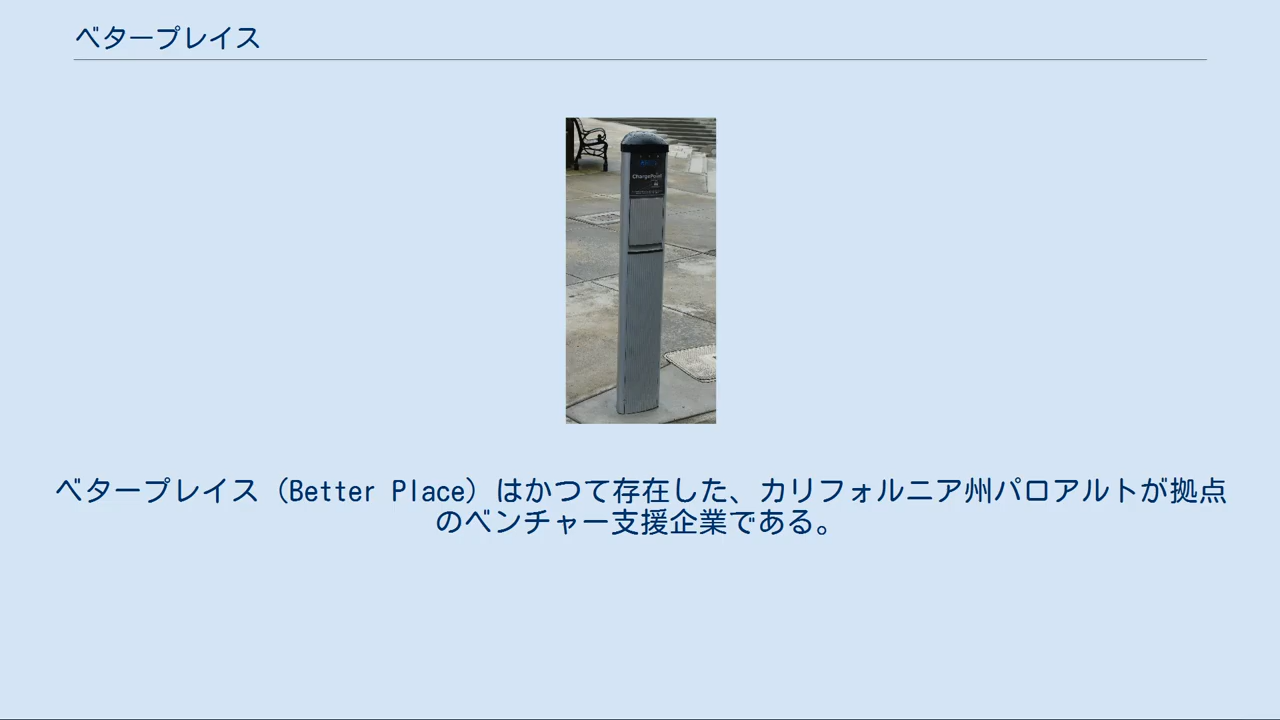 ベタープレイス
ChargePoint
ベタープレイス（Better Place）はかつて存在した、カリフォルニア州パロアルトが拠点
のベンチャー支援企業である。